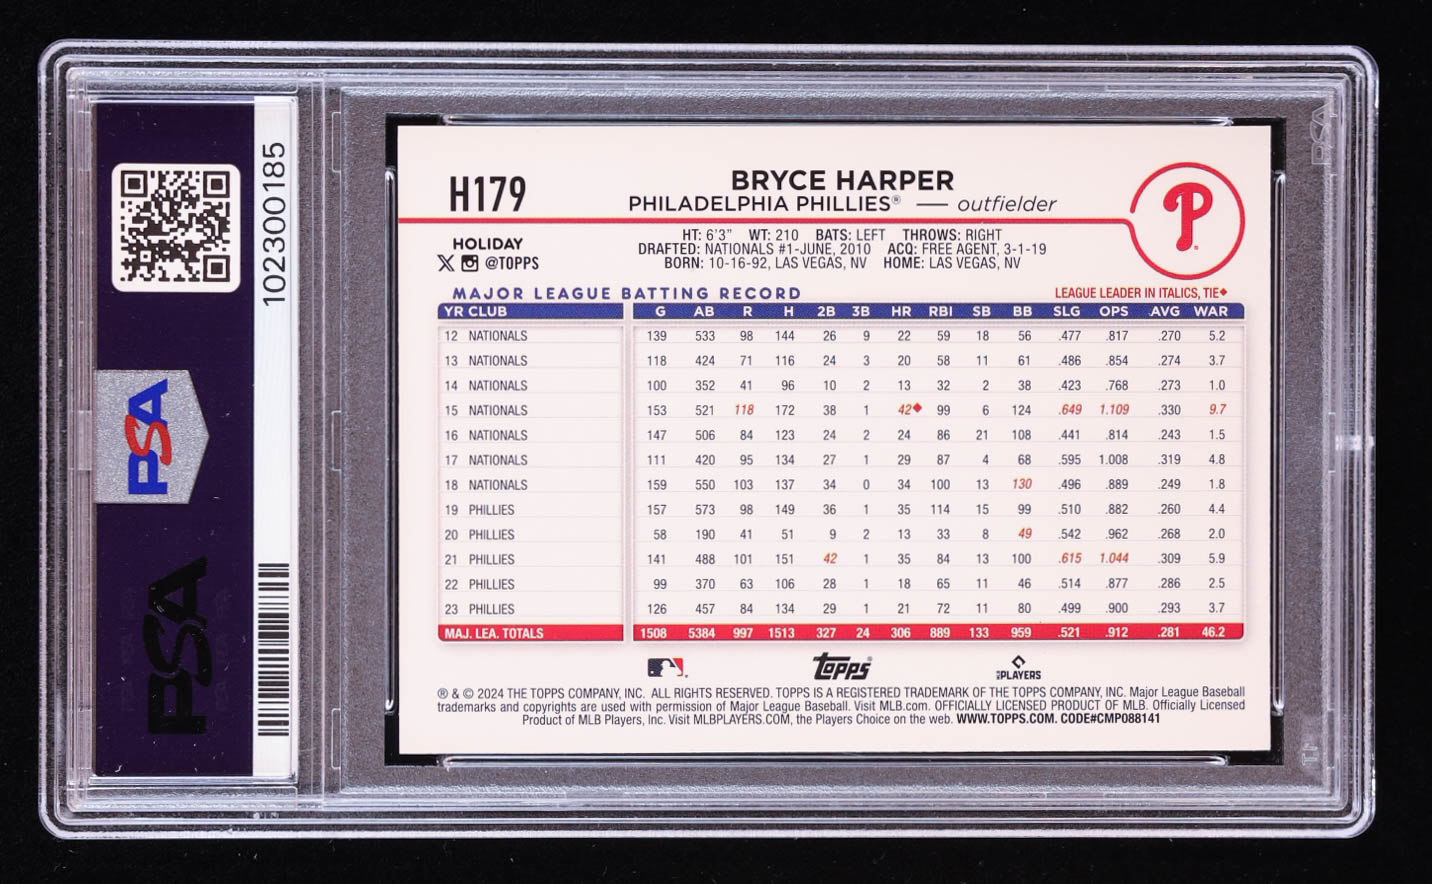 102300185
PSA
PSA
H179
BRYCE HARPER
PHILADELPHIA PHILLIES® — outfielder
P
HOLIDAY
X @TOPPS
HT: 6'3" WT: 210 BATS: LEFT THROWS: RIGHT
DRAFTED: NATIONALS #1-JUNE, 2010 ACQ: FREE AGENT, 3-1-19
BORN: 10-16-92, LAS VEGAS, NV HOME: LAS VEGAS, NV
MAJOR LEAGUE BATTING RECORD LEAGUE LEADER IN ITALICS, TIE◆
YR CLUB G AB R H 2B 3B HR RBI SB BB SLG OPS AVG WAR
12 NATIONALS 139 533 98 144 26 9 22 59 18 56 .477 .817 .270 5.2
13 NATIONALS 118 424 71 116 24 3 20 58 11 61 .486 .854 .274 3.7
14 NATIONALS 100 352 41 96 10 2 13 32 2 38 .423 .768 .273 1.0
15 NATIONALS 153 521 118 172 38 1 42◆ 99 6 124 .649 1.109 .330 9.7
16 NATIONALS 147 506 84 123 24 2 24 86 21 108 .441 .814 .243 1.5
17 NATIONALS 111 420 95 134 27 1 29 87 4 68 .595 1.008 .319 4.8
18 NATIONALS 159 550 103 137 34 0 34 100 13 130 .496 .889 .249 1.8
19 PHILLIES 157 573 98 149 36 1 35 114 15 99 .510 .882 .260 4.4
20 PHILLIES 58 190 41 51 9 2 13 33 8 49 .542 .962 .268 2.0
21 PHILLIES 141 488 101 151 42 1 35 84 13 100 .615 1.044 .309 5.9
22 PHILLIES 99 370 63 106 28 1 18 65 11 46 .514 .877 .286 2.5
23 PHILLIES 126 457 84 134 29 1 21 72 11 80 .499 .900 .293 3.7
MAJ. LEA. TOTALS 1508 5384 997 1513 327 24 306 889 133 959 .521 .912 .281 46.2
topps® PLAYERS
® & © 2024 THE TOPPS COMPANY, INC. ALL RIGHTS RESERVED. TOPPS IS A REGISTERED TRADEMARK OF THE TOPPS COMPANY, INC. Major League Baseball
trademarks and copyrights are used with permission of Major League Baseball. Visit MLB.com. OFFICIALLY LICENSED PRODUCT OF MLB. Officially Licensed
Product of MLB Players, Inc. Visit MLBPLAYERS.COM, the Players Choice on the web. WWW.TOPPS.COM. CODE#CMP088141
PSA